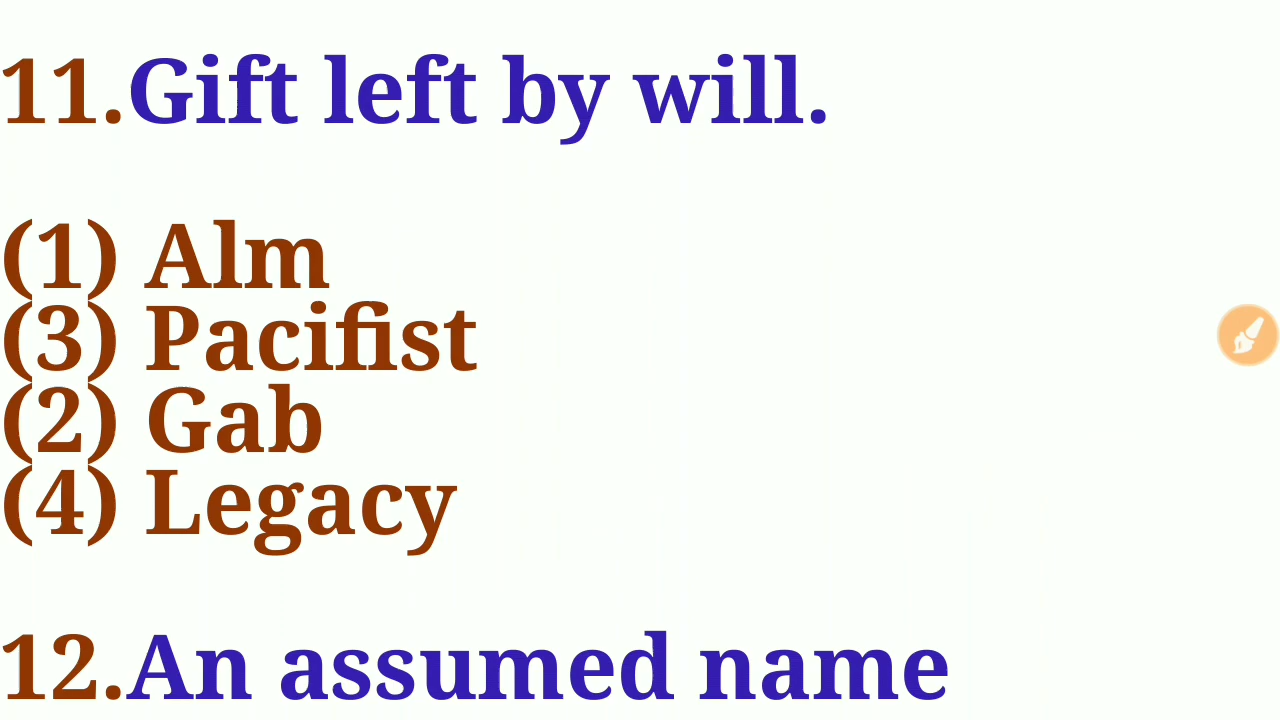 11.Gift left by will.
(1) Alm
(3) Pacifist
(2) Gab
(4) Legacy
12.An assumed name